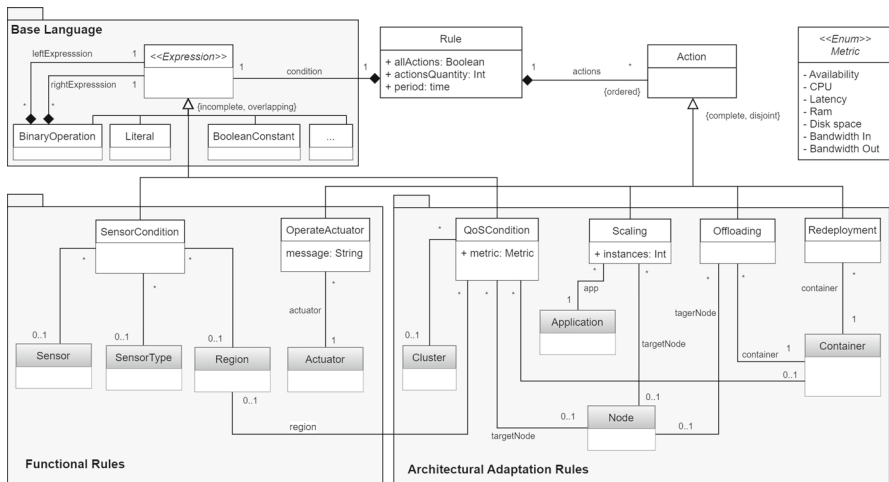 Base Language
leftExpresssion
1
rightExpresssion
1
*
*
<<Expression>>
1
condition
1
Rule
+ allActions: Boolean
+ actionsQuantity: Int
+ period: time
1
actions
*
{ordered}
Action
<<Enum>>
Metric
- Availability
- CPU
- Latency
- Ram
- Disk space
- Bandwidth In
- Bandwidth Out
{incomplete, overlapping}
{complete, disjoint}
BinaryOperation
Literal
BooleanConstant
...
SensorCondition
*
*
*
OperateActuator
message: String
*
actuator
1
QoSCondition
+ metric: Metric
*
*
*
*
Scaling
+ instances: Int
*
*
app
1
targetNode
Offloading
*
*
tagerNode
container
1
Redeployment
*
container
1
0..1
Sensor
0..1
SensorType
0..1
Region
0..1
Actuator
0..1
Cluster
Application
Container
0..1
0..1
Node
0..1
0..1
region
targetNode
Functional Rules
Architectural Adaptation Rules